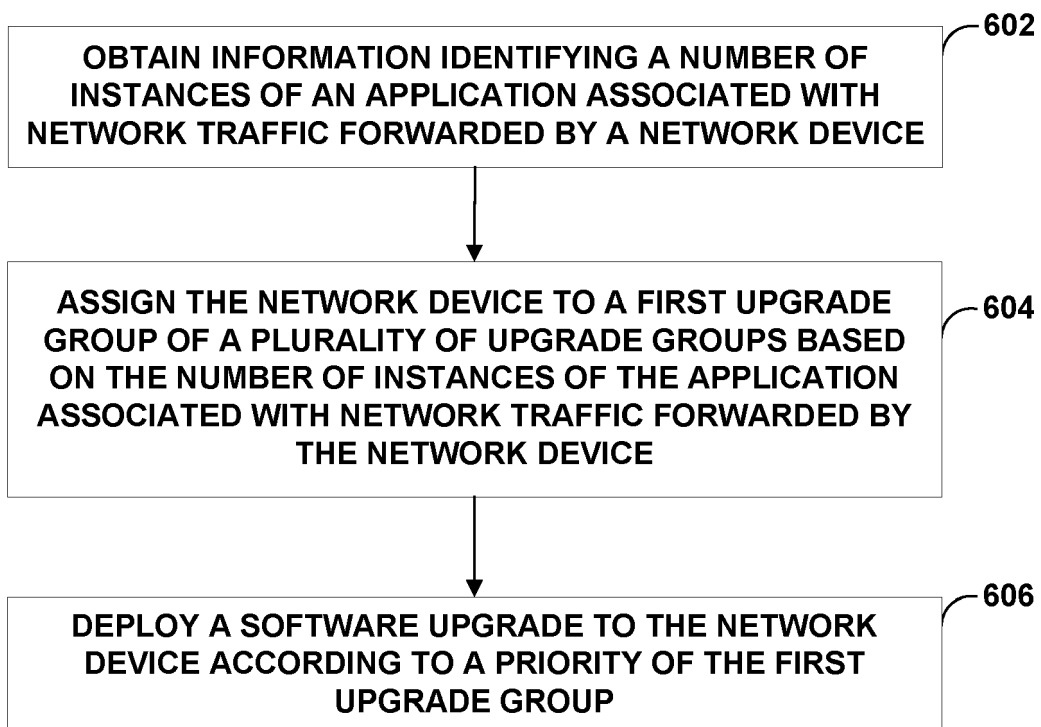 602
OBTAIN INFORMATION IDENTIFYING A NUMBER OF
INSTANCES OF AN APPLICATION ASSOCIATED WITH
NETWORK TRAFFIC FORWARDED BY A NETWORK DEVICE
604
ASSIGN THE NETWORK DEVICE TO A FIRST UPGRADE
GROUP OF A PLURALITY OF UPGRADE GROUPS BASED
ON THE NUMBER OF INSTANCES OF THE APPLICATION
ASSOCIATED WITH NETWORK TRAFFIC FORWARDED BY
THE NETWORK DEVICE
606
DEPLOY A SOFTWARE UPGRADE TO THE NETWORK
DEVICE ACCORDING TO A PRIORITY OF THE FIRST
UPGRADE GROUP